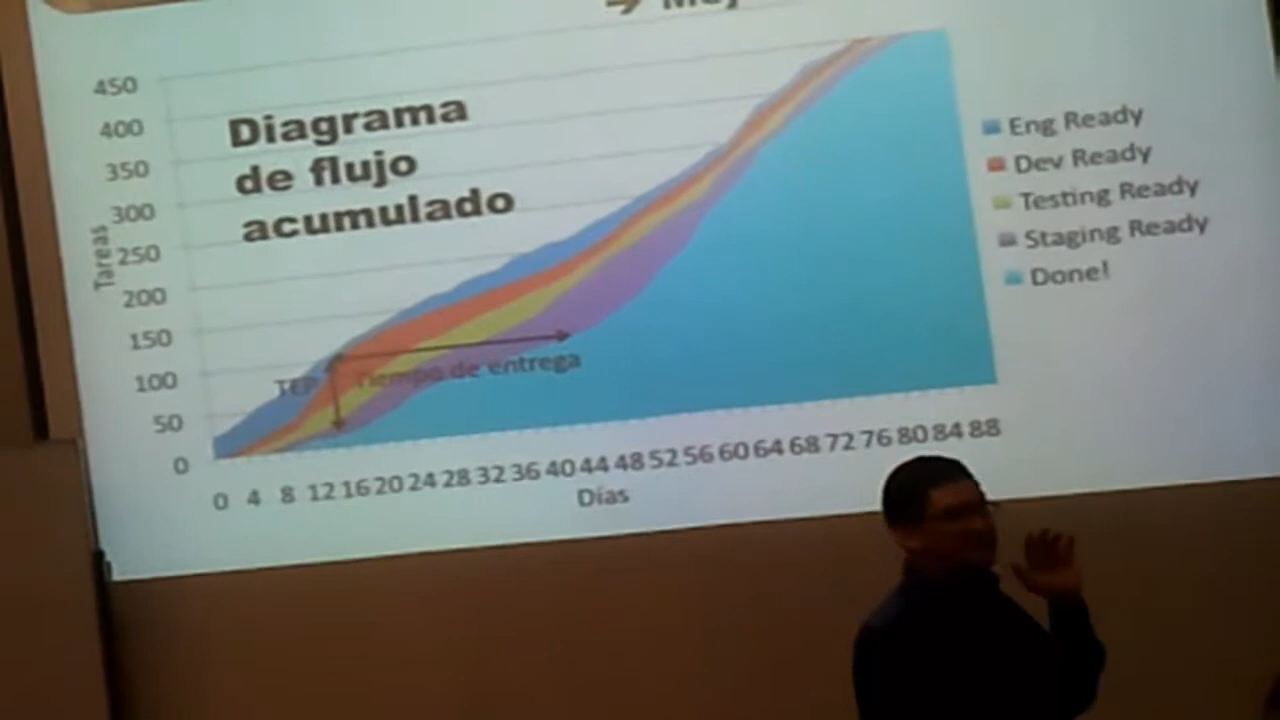 450
400
350
300
250
200
150
100
50
0
Tareas
Diagrama
de flujo
acumulado
TEP
Tiempo de entrega
0 4 8 12 16 20 24 28 32 36 40 44 48 52 56 60 64 68 72 76 80 84 88
Días
Eng Ready
Dev Ready
Testing Ready
Staging Ready
Done!